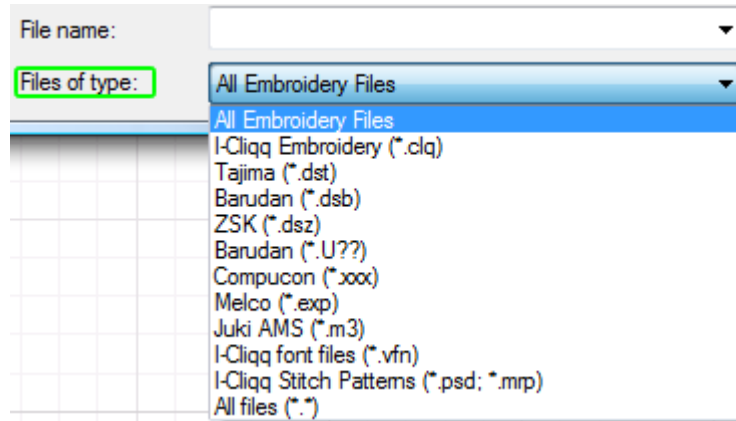 File name:
Files of type:
All Embroidery Files
All Embroidery Files
I-Cliqq Embroidery (*.clq)
Tajima (*.dst)
Barudan (*.dsb)
ZSK (*.dsz)
Barudan (*.U??)
Compucon (*.xxx)
Melco (*.exp)
Juki AMS (*.m3)
I-Cliqq font files (*.vfn)
I-Cliqq Stitch Patterns (*.psd; *.mrp)
All files (*.*)